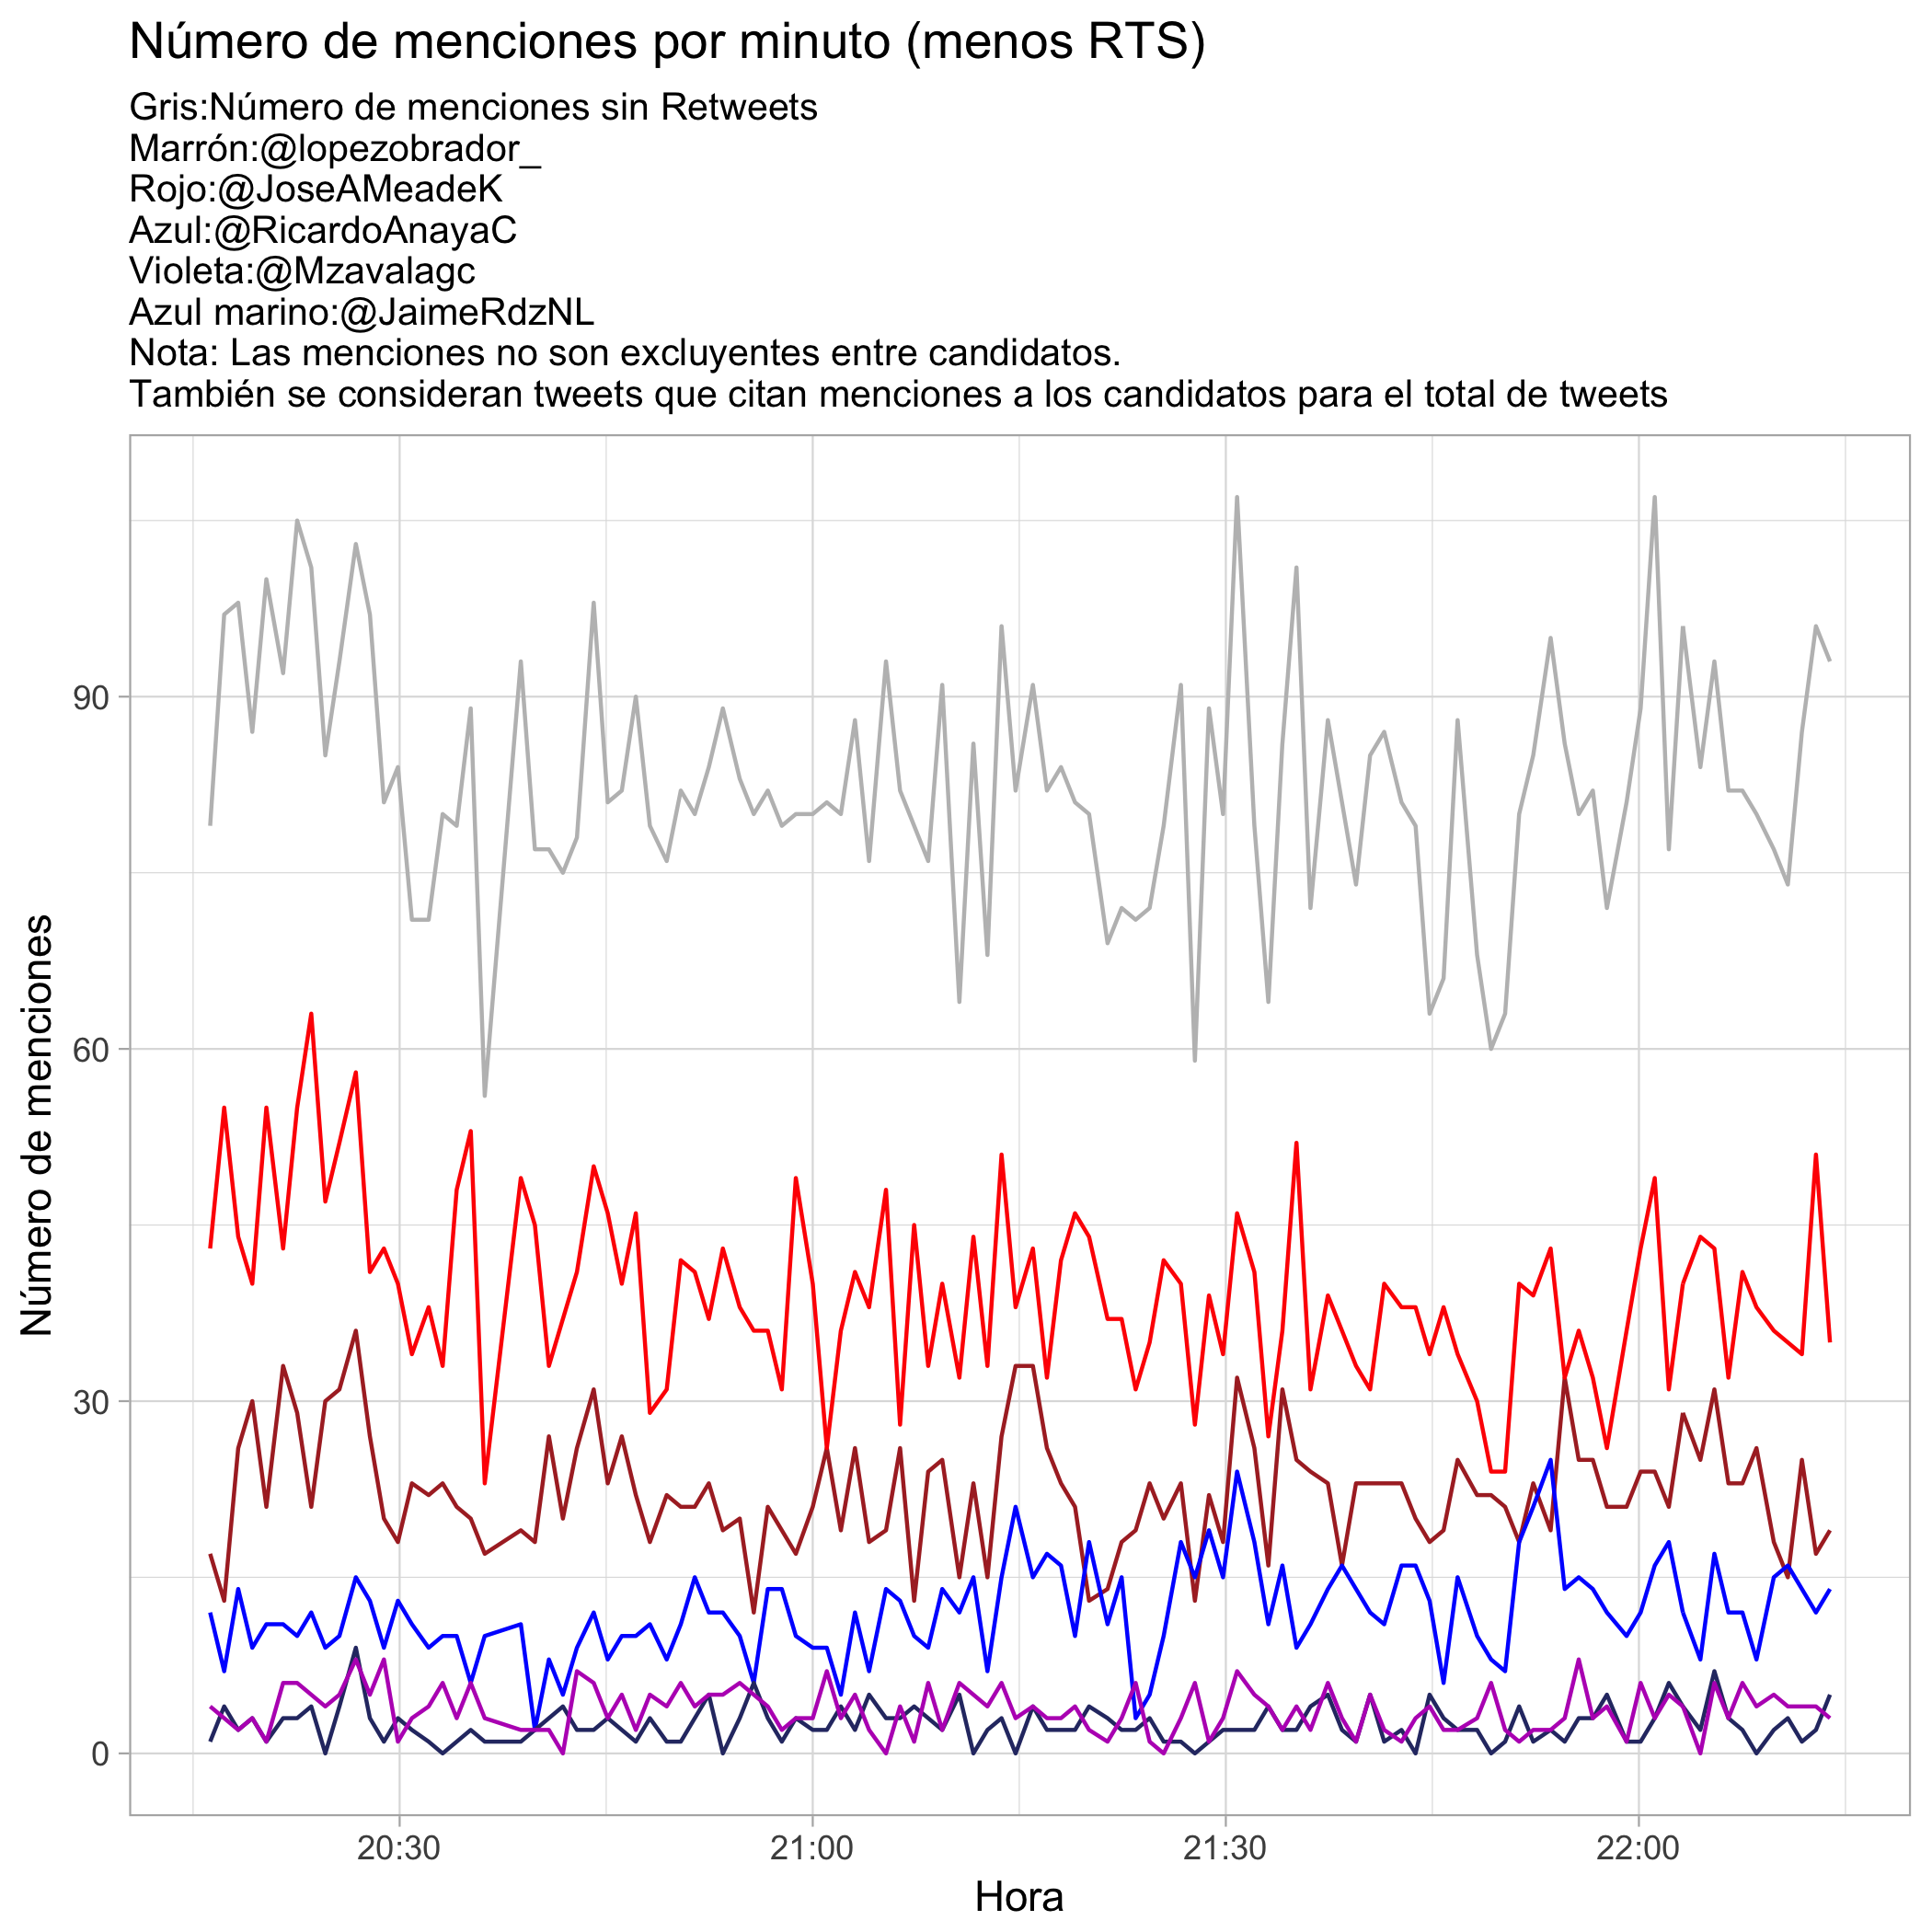 Número de menciones por minuto (menos RTS)
Gris:Número de menciones sin Retweets
Marrón:@lopezobrador_
Rojo:@JoseAMeadeK
Azul:@RicardoAnayaC
Violeta:@Mzavalagc
Azul marino:@JaimeRdzNL
Nota: Las menciones no son excluyentes entre candidatos.
También se consideran tweets que citan menciones a los candidatos para el total de tweets
Número de menciones
90
60
30
0
20:30
21:00
21:30
22:00
Hora